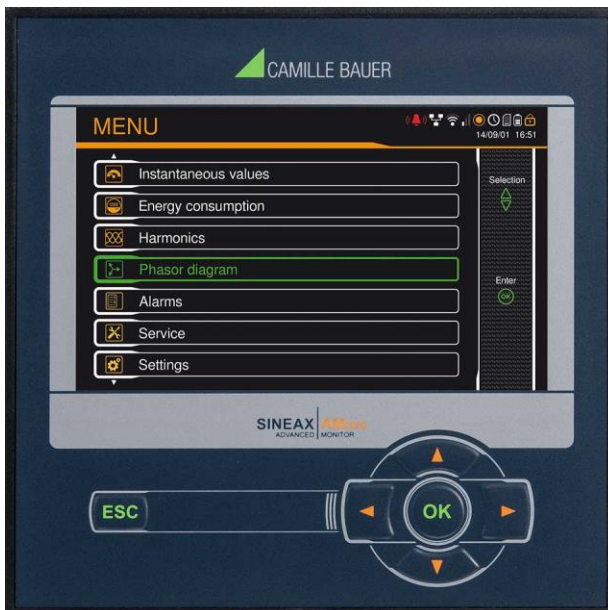 CAMILLE BAUER
MENU
14/09/01 16:51
Instantaneous values
Selection
Energy consumption
Harmonics
Phasor diagram
Enter
OK
Alarms
Service
Settings
SINEAX
ADVANCED MONITOR
ESC
OK